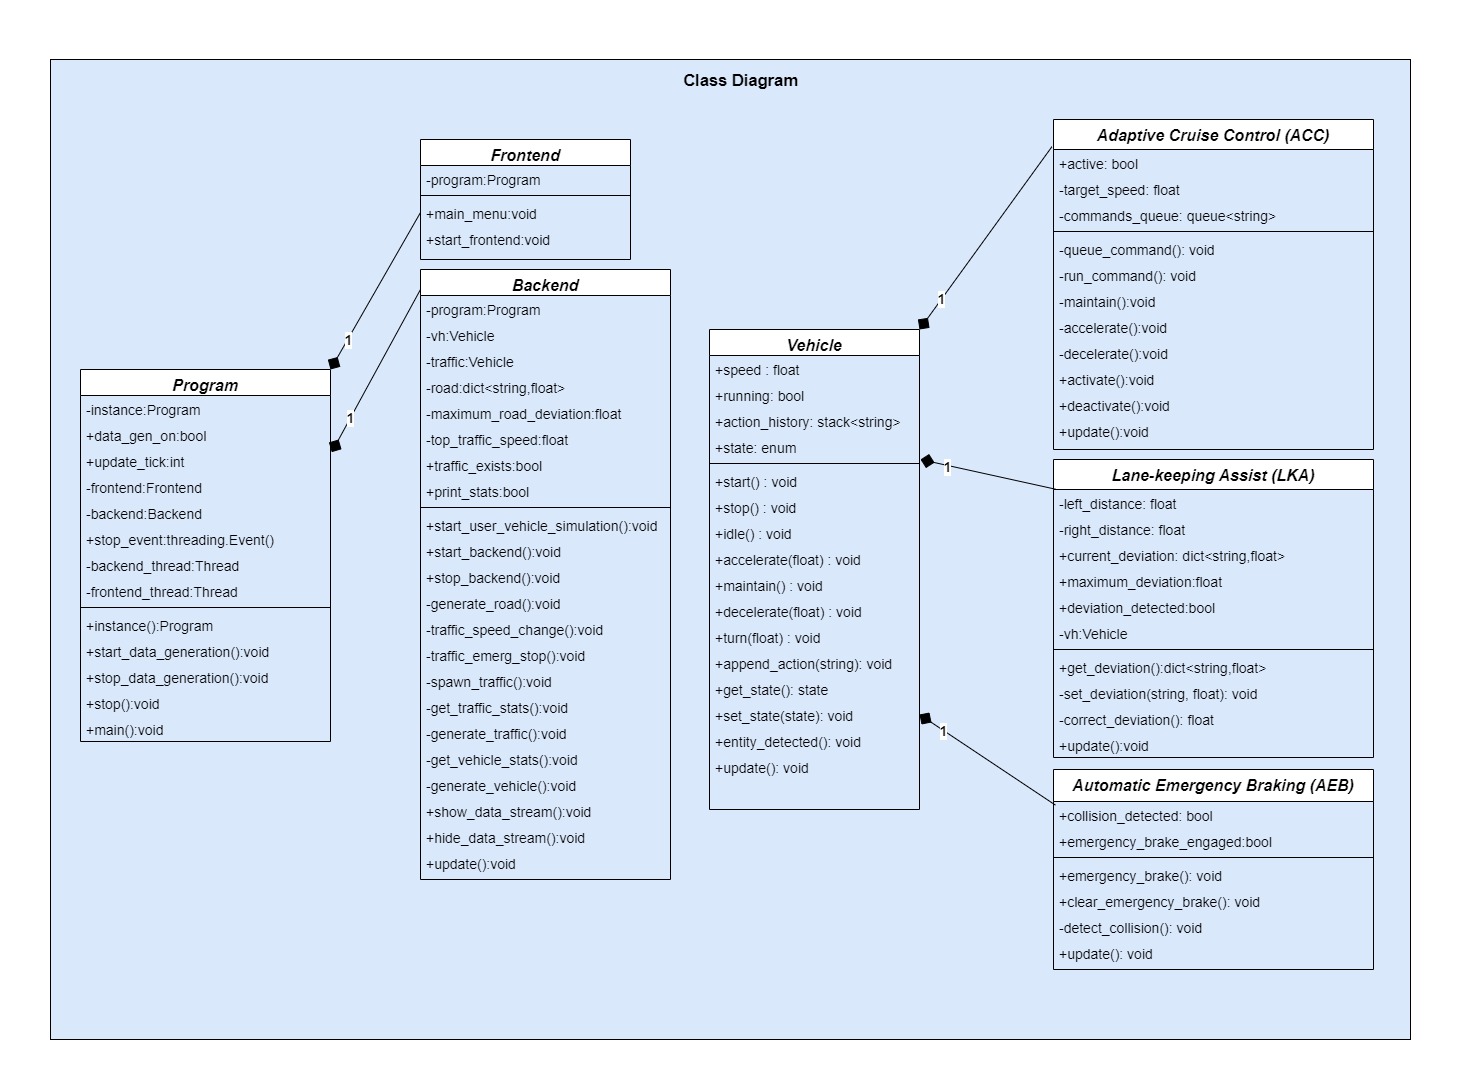 Class Diagram
Frontend
-program:Program
+main_menu:void
+start_frontend:void
1
Backend
-program:Program
-vh:Vehicle
-traffic:Vehicle
-road:dict<string,float>
-maximum_road_deviation:float
-top_traffic_speed:float
+traffic_exists:bool
+print_stats:bool
+start_user_vehicle_simulation():void
+start_backend():void
+stop_backend():void
-generate_road():void
-traffic_speed_change():void
-traffic_emerg_stop():void
-spawn_traffic():void
-get_traffic_stats():void
-generate_traffic():void
-get_vehicle_stats():void
-generate_vehicle():void
+show_data_stream():void
+hide_data_stream():void
+update():void
1
Program
-instance:Program
+data_gen_on:bool
+update_tick:int
-frontend:Frontend
-backend:Backend
+stop_event:threading.Event()
-backend_thread:Thread
-frontend_thread:Thread
+instance():Program
+start_data_generation():void
+stop_data_generation():void
+stop():void
+main():void
Vehicle
+speed : float
+running: bool
+action_history: stack<string>
+state: enum
+start() : void
+stop() : void
+idle() : void
+accelerate(float) : void
+maintain() : void
+decelerate(float) : void
+turn(float) : void
+append_action(string): void
+get_state(): state
+set_state(state): void
+entity_detected(): void
+update(): void
1
1
1
Adaptive Cruise Control (ACC)
+active: bool
-target_speed: float
-commands_queue: queue<string>
-queue_command(): void
-run_command(): void
-maintain():void
-accelerate():void
-decelerate():void
+activate():void
+deactivate():void
+update():void
Lane-keeping Assist (LKA)
-left_distance: float
-right_distance: float
+current_deviation: dict<string,float>
+maximum_deviation:float
+deviation_detected:bool
-vh:Vehicle
+get_deviation():dict<string,float>
-set_deviation(string, float): void
-correct_deviation(): float
+update():void
Automatic Emergency Braking (AEB)
+collision_detected: bool
+emergency_brake_engaged:bool
+emergency_brake(): void
+clear_emergency_brake(): void
-detect_collision(): void
+update(): void